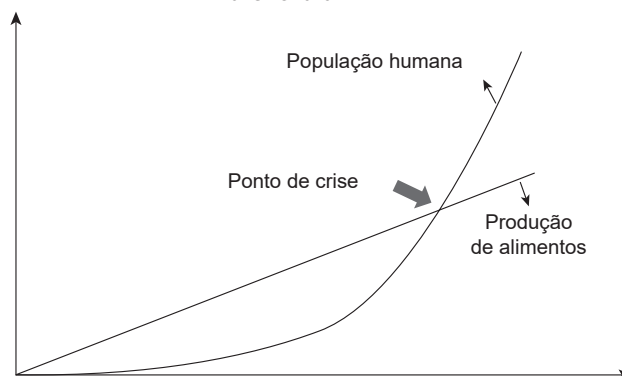 População humana
Ponto de crise
Produção
de alimentos